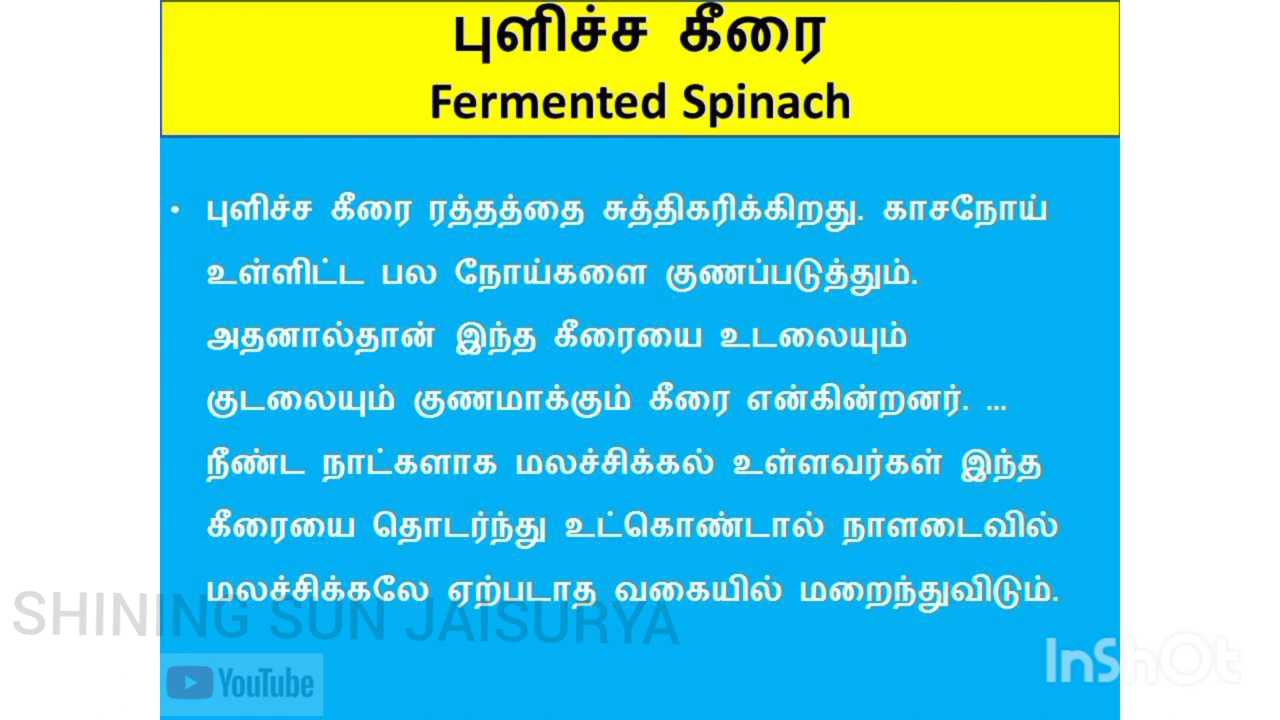 புளிச்ச கீரை
Fermented Spinach
• புளிச்ச கீரை ரத்தத்தை சுத்திகரிக்கிறது. காசநோய்
உள்ளிட்ட பல நோய்களை குணப்படுத்தும்.
அதனால்தான் இந்த கீரையை உடலையும்
குடலையும் குணமாக்கும் கீரை என்கின்றனர். ...
நீண்ட நாட்களாக மலச்சிக்கல் உள்ளவர்கள் இந்த
கீரையை தொடர்ந்து உட்கொண்டால் நாளடைவில்
மலச்சிக்கலே ஏற்படாத வகையில் மறைந்துவிடும்.
SHINING SUN JAISURYA
YouTube
InShOt